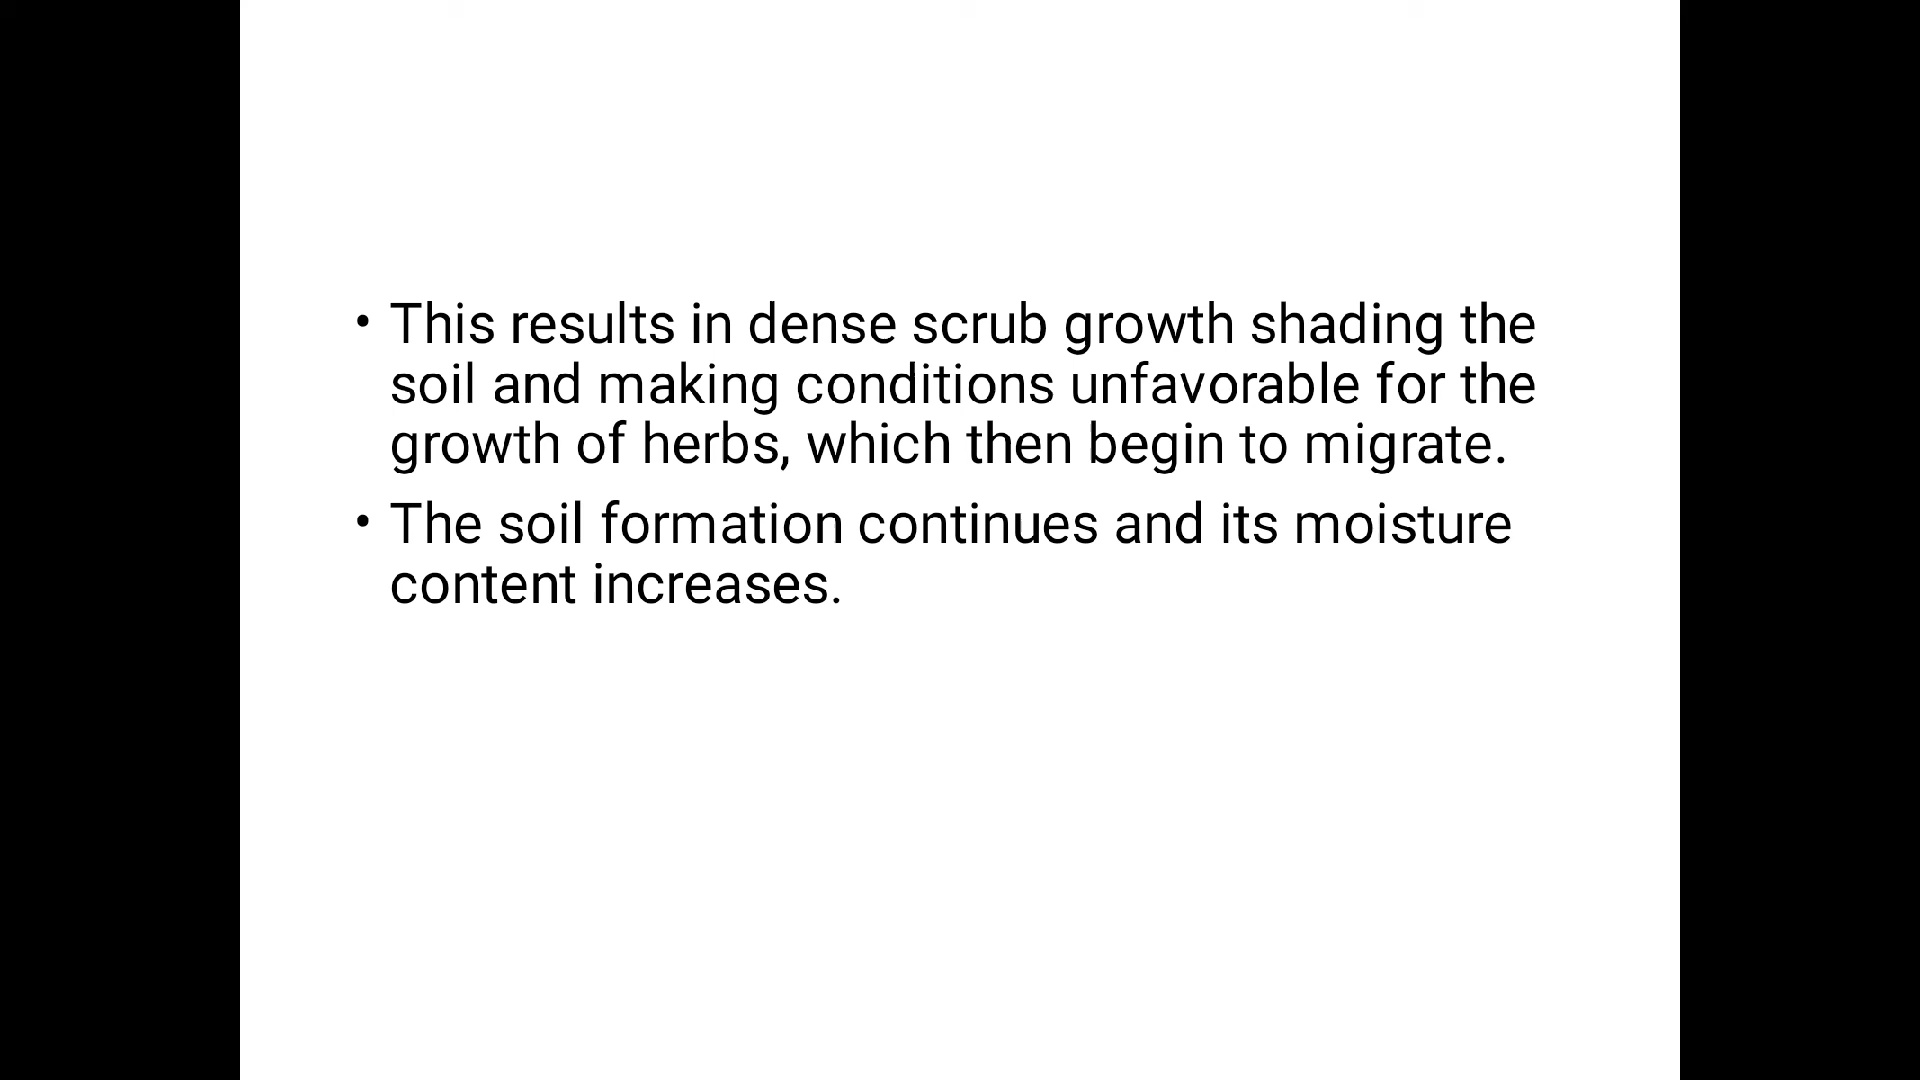 • This results in dense scrub growth shading the
soil and making conditions unfavorable for the
growth of herbs, which then begin to migrate.
• The soil formation continues and its moisture
content increases.